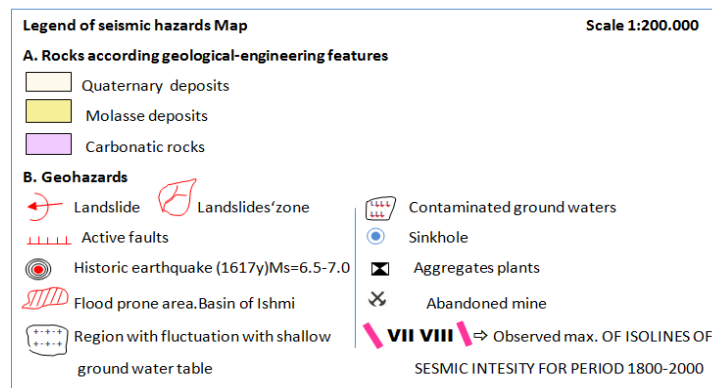 Legend of seismic hazards Map Scale 1:200.000
A. Rocks according geological-engineering features
Quaternary deposits
Molasse deposits
Carbonatic rocks
B. Geohazards
Landslide Landslides‘zone
Active faults
Historic earthquake (1617y)Ms=6.5-7.0
Flood prone area.Basin of Ishmi
Region with fluctuation with shallow
ground water table
Contaminated ground waters
Sinkhole
Aggregates plants
Abandoned mine
VII VIII ⇨ Observed max. OF ISOLINES OF
SESMIC INTESITY FOR PERIOD 1800-2000